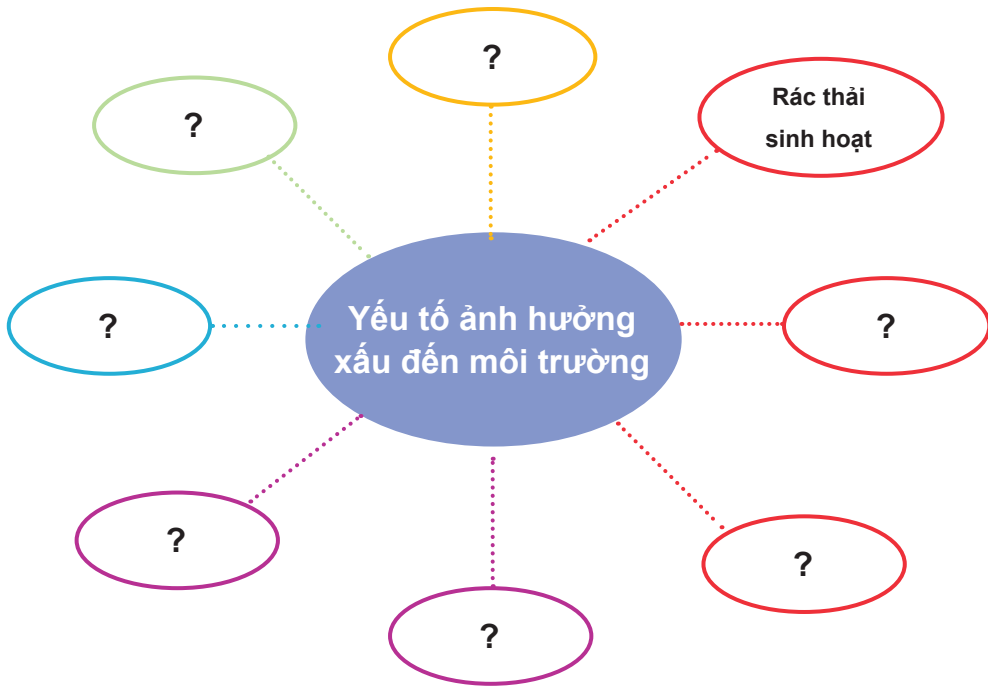 ?
?
Rác thải
sinh hoạt
?
Yếu tố ảnh hưởng
xấu đến môi trường
?
?
?
?